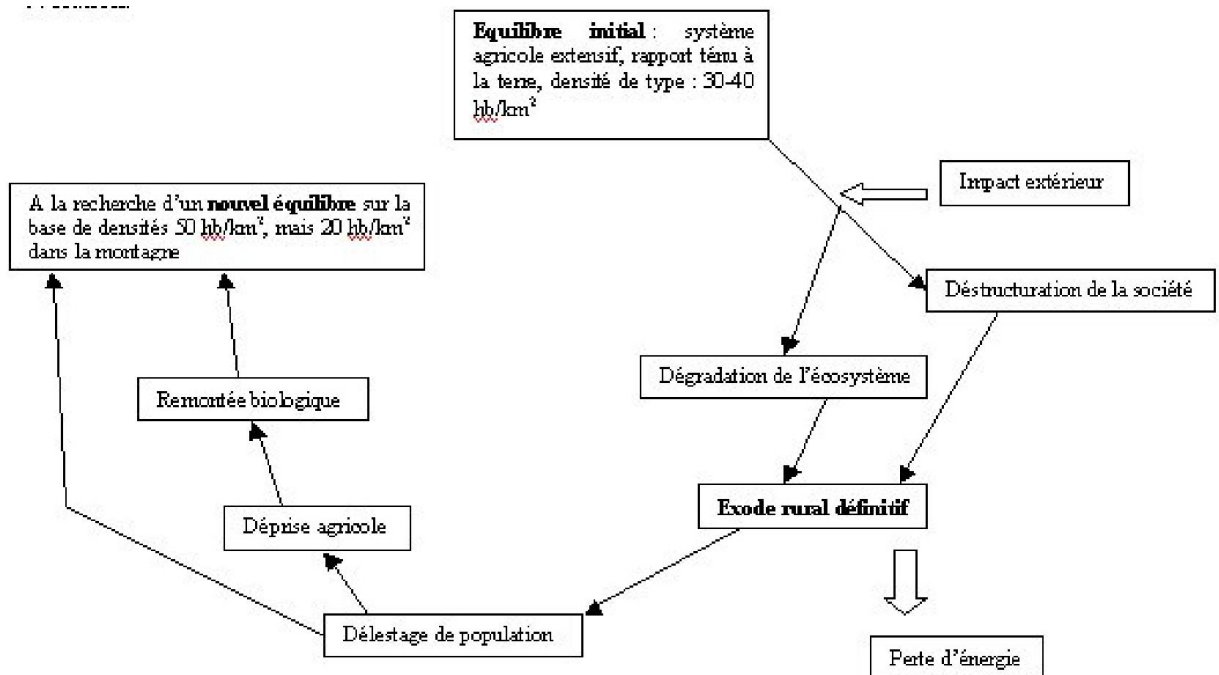 Equilibre initial : système
agricole extensif, rapport ténu à
la terre, densité de type : 30-40
hb/km²
Impact extérieur
A la recherche d'un nouvel équilibre sur la
base de densités 50 hb/km², mais 20 hb/km²
dans la montagne
Déstructuration de la société
Dégradation de l'écosystème
Remontée biologique
Exode rural définitif
Déprise agricole
Délestage de population
Perte d'énergie